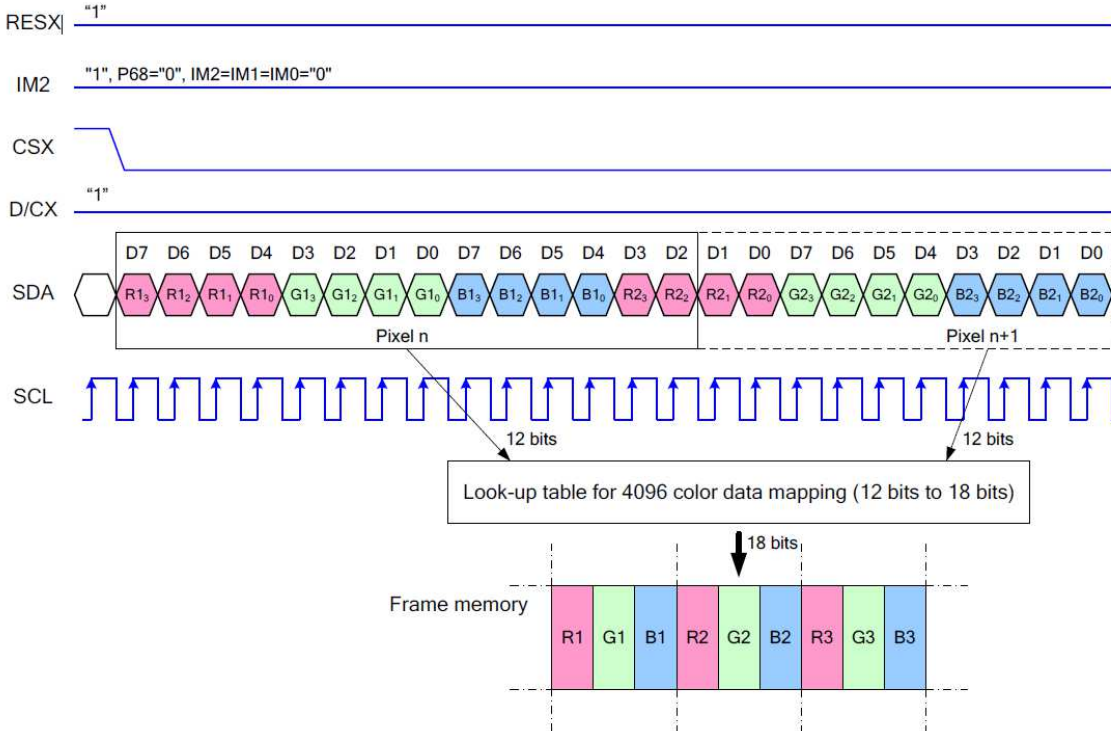 RESX “1”
IM2 "1", P68="0", IM2=IM1=IM0="0"
CSX
D/CX “1”
D7 D6 D5 D4 D3 D2 D1 D0 D7 D6 D5 D4 D3 D2 D1 D0 D7 D6 D5 D4 D3 D2 D1 D0
SDA R1₃ R1₂ R1₁ R1₀ G1₃ G1₂ G1₁ G1₀ B1₃ B1₂ B1₁ B1₀ R2₃ R2₂ R2₁ R2₀ G2₃ G2₂ G2₁ G2₀ B2₃ B2₂ B2₁ B2₀
Pixel n Pixel n+1
SCL
12 bits 12 bits
Look-up table for 4096 color data mapping (12 bits to 18 bits)
18 bits
Frame memory
R1 G1 B1 R2 G2 B2 R3 G3 B3